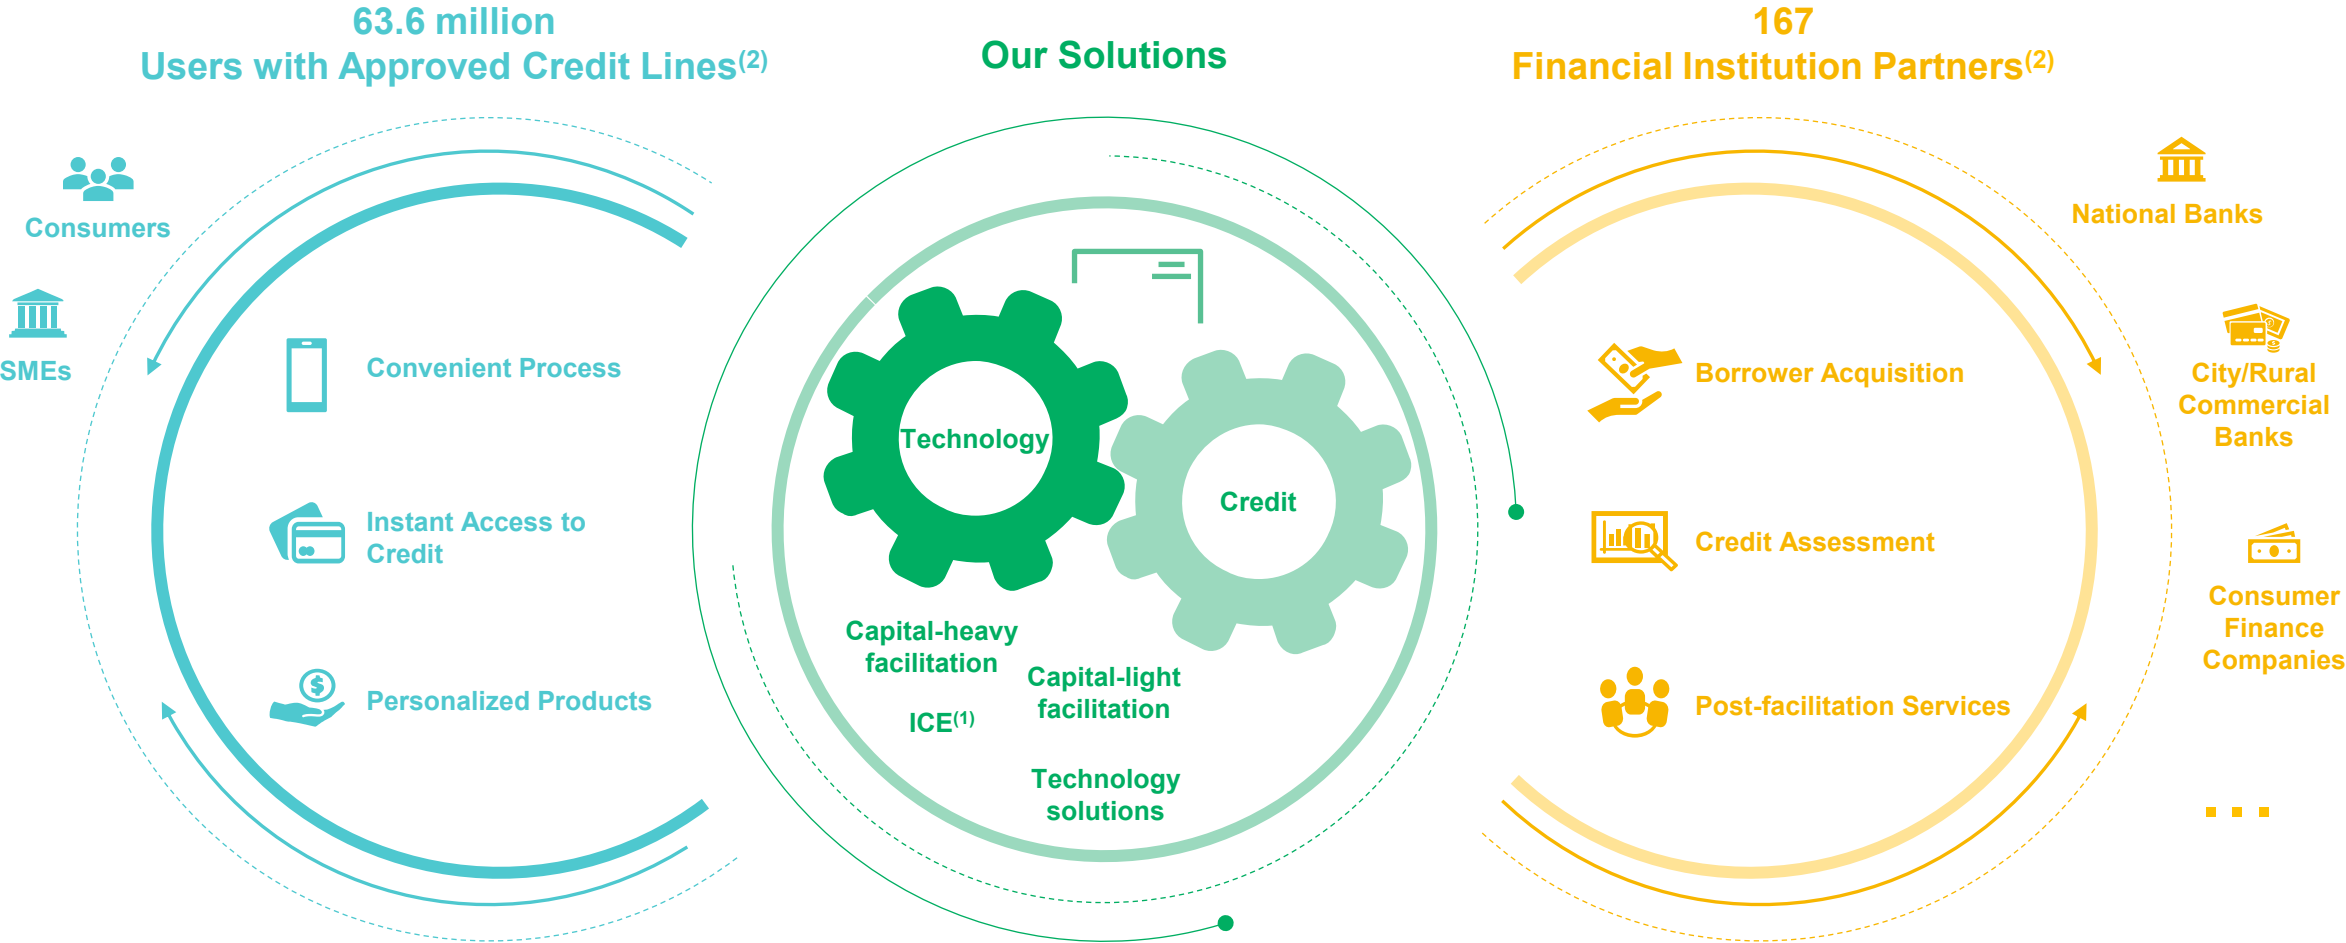 63.6 million
Users with Approved Credit Lines(2)
Consumers
SMEs
Convenient Process
Instant Access to
Credit
Personalized Products
Our Solutions
Technology
Credit
Capital-heavy
facilitation
Capital-light
facilitation
ICE(1)
Technology
solutions
167
Financial Institution Partners(2)
Borrower Acquisition
Credit Assessment
Post-facilitation Services
National Banks
City/Rural
Commercial
Banks
Consumer
Finance
Companies
...